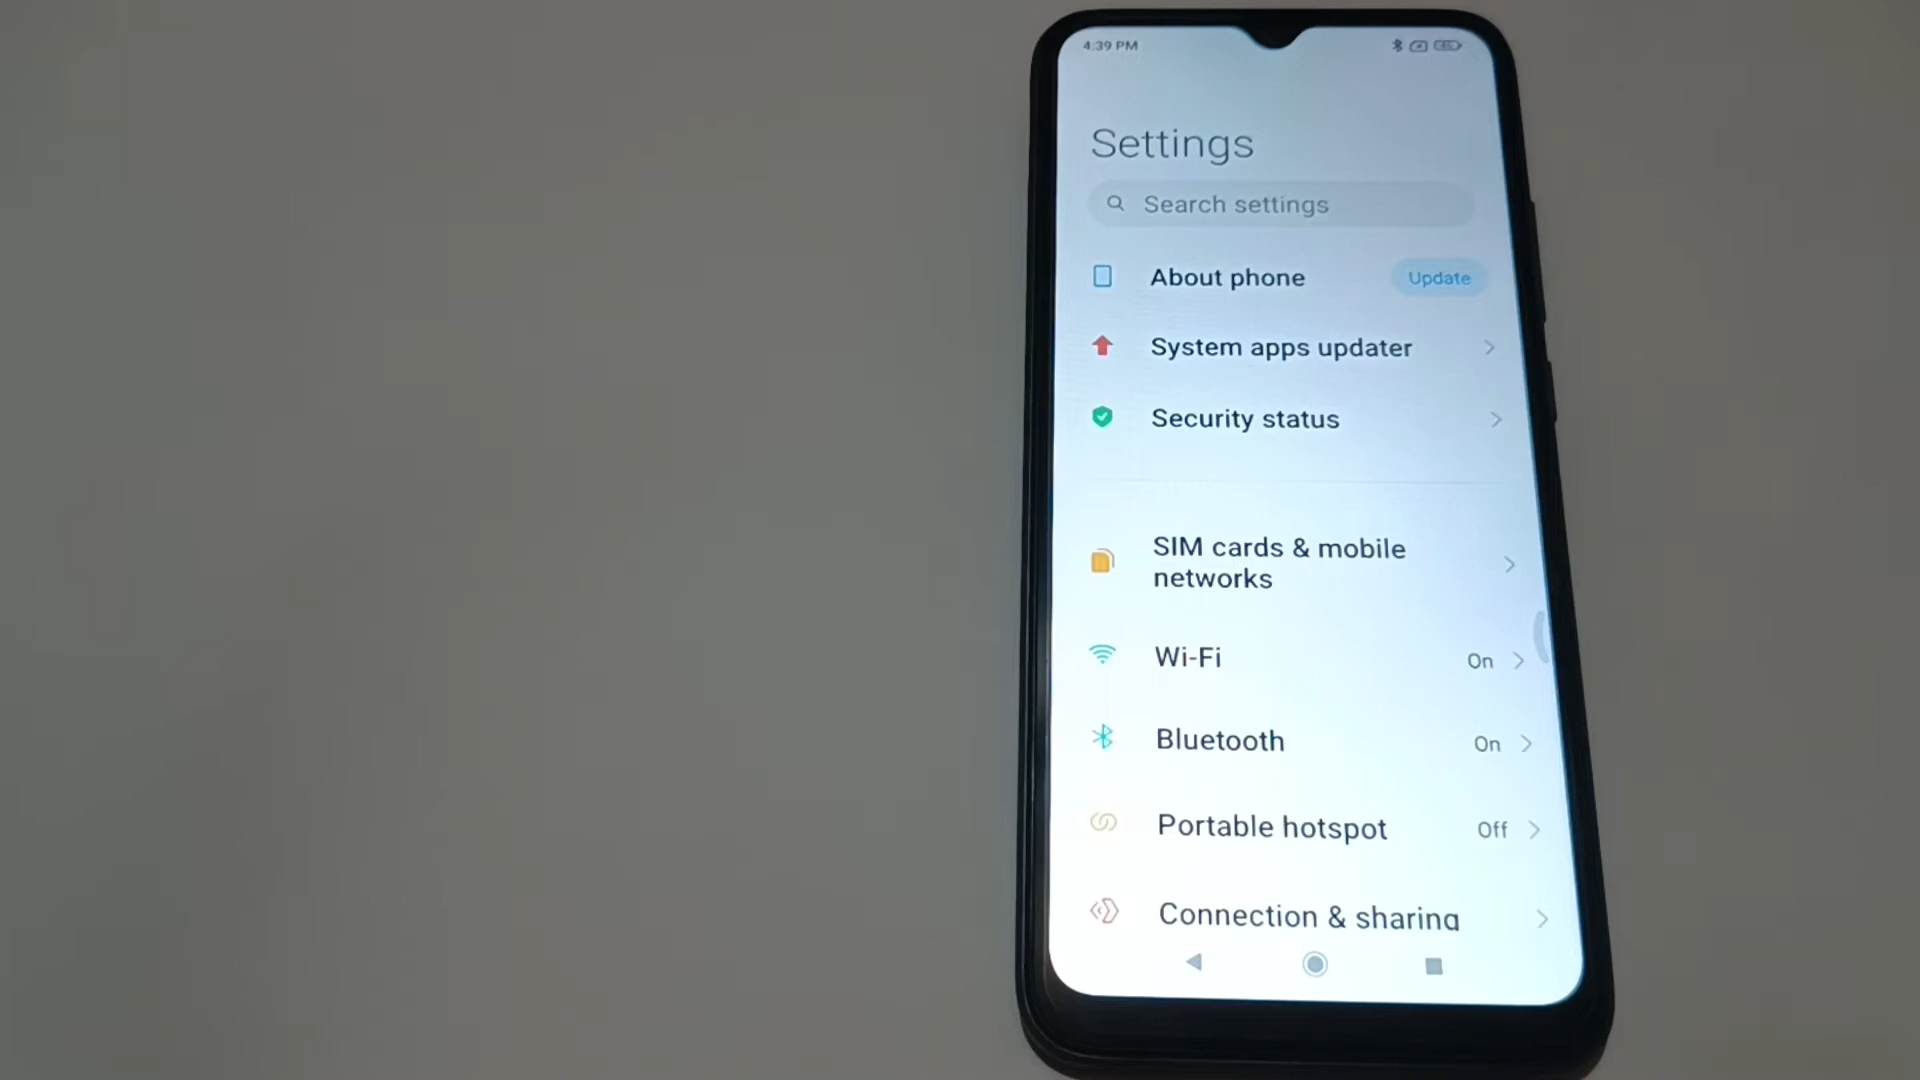 4:39 PM
Settings
Search settings
About phone
Update
System apps updater
Security status
SIM cards & mobile
networks
Wi-Fi
On
Bluetooth
On
Portable hotspot
Off
Connection & sharing